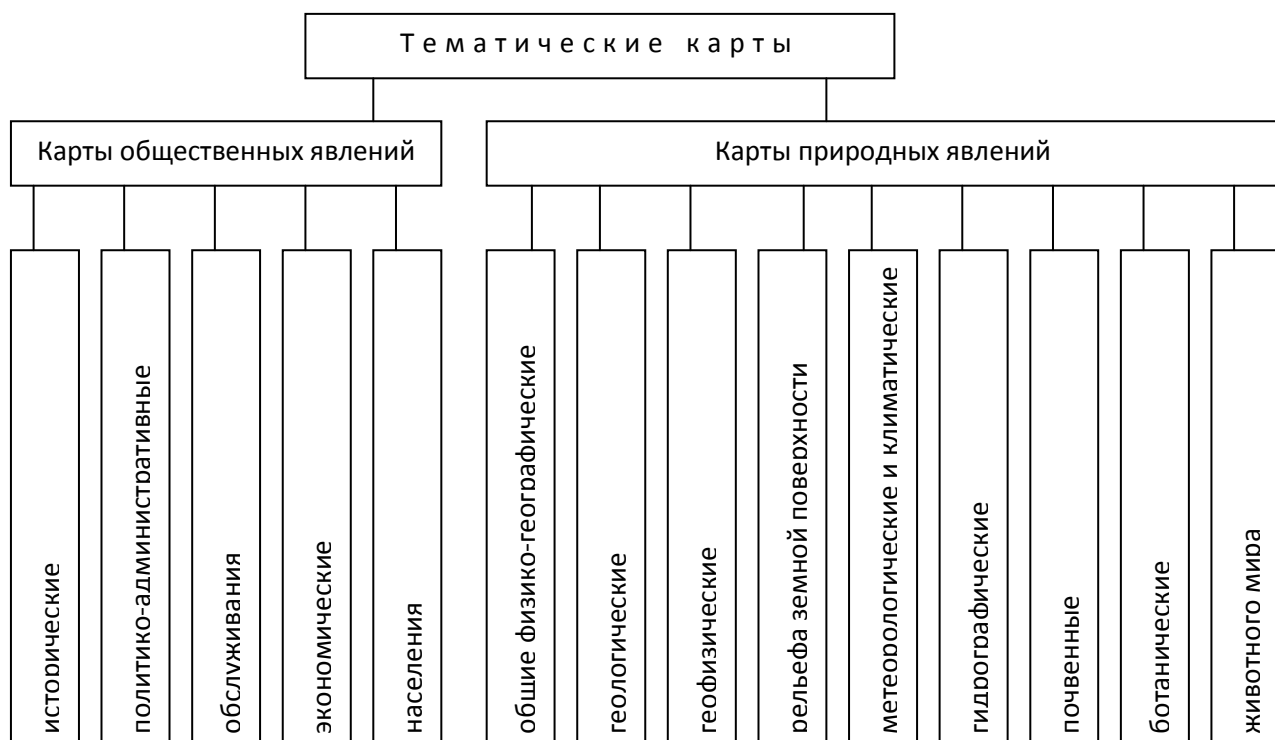 Тематические карты
Карты общественных явлений
Карты природных явлений
исторические
политико-административные
обслуживания
экономические
населения
общие физико-географические
геологические
геофизические
рельефа земной поверхности
метеорологические и климатические
гидрографические
почвенные
ботанические
животного мира